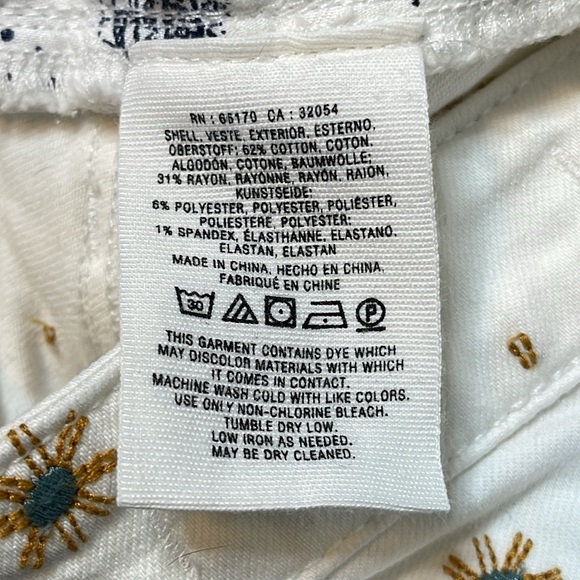 RN : 65170 CA : 32054
SHELL, VESTE, EXTERIOR, ESTERNO,
OBERSTOFF; 62% COTTON, COTON,
ALGODÓN, COTONE, BAUMWOLLE;
31% RAYON, RAYONNE, RAYÓN, RAION,
KUNSTSEIDE;
6% POLYESTER, POLYESTER, POLIÉSTER,
POLIESTERE, POLYESTER;
1% SPANDEX, ÉLASTHANNE, ELASTANO,
ELASTAN, ELASTAN
MADE IN CHINA. HECHO EN CHINA.
FABRIQUÉ EN CHINE
30 P
THIS GARMENT CONTAINS DYE WHICH
MAY DISCOLOR MATERIALS WITH WHICH
IT COMES IN CONTACT.
MACHINE WASH COLD WITH LIKE COLORS.
USE ONLY NON-CHLORINE BLEACH.
TUMBLE DRY LOW.
LOW IRON AS NEEDED.
MAY BE DRY CLEANED.